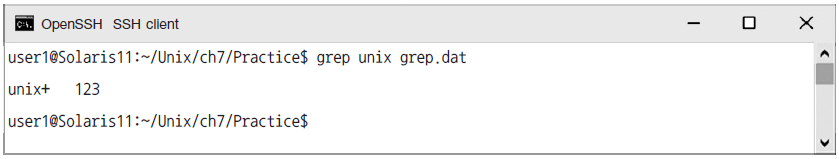 OpenSSH SSH client
user1@Solaris11:~/Unix/ch7/Practice$ grep unix grep.dat
unix+ 123
user1@Solaris11:~/Unix/ch7/Practice$